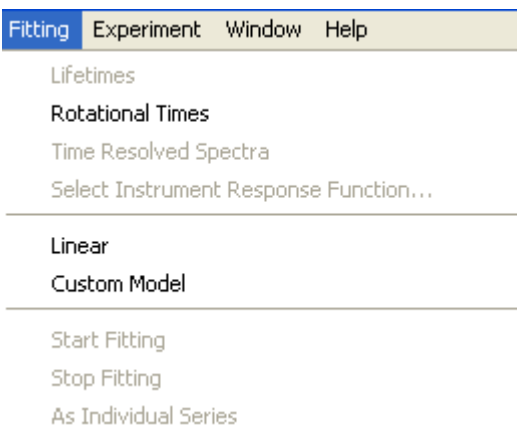 Fitting Experiment Window Help
Lifetimes
Rotational Times
Time Resolved Spectra
Select Instrument Response Function...
Linear
Custom Model
Start Fitting
Stop Fitting
As Individual Series